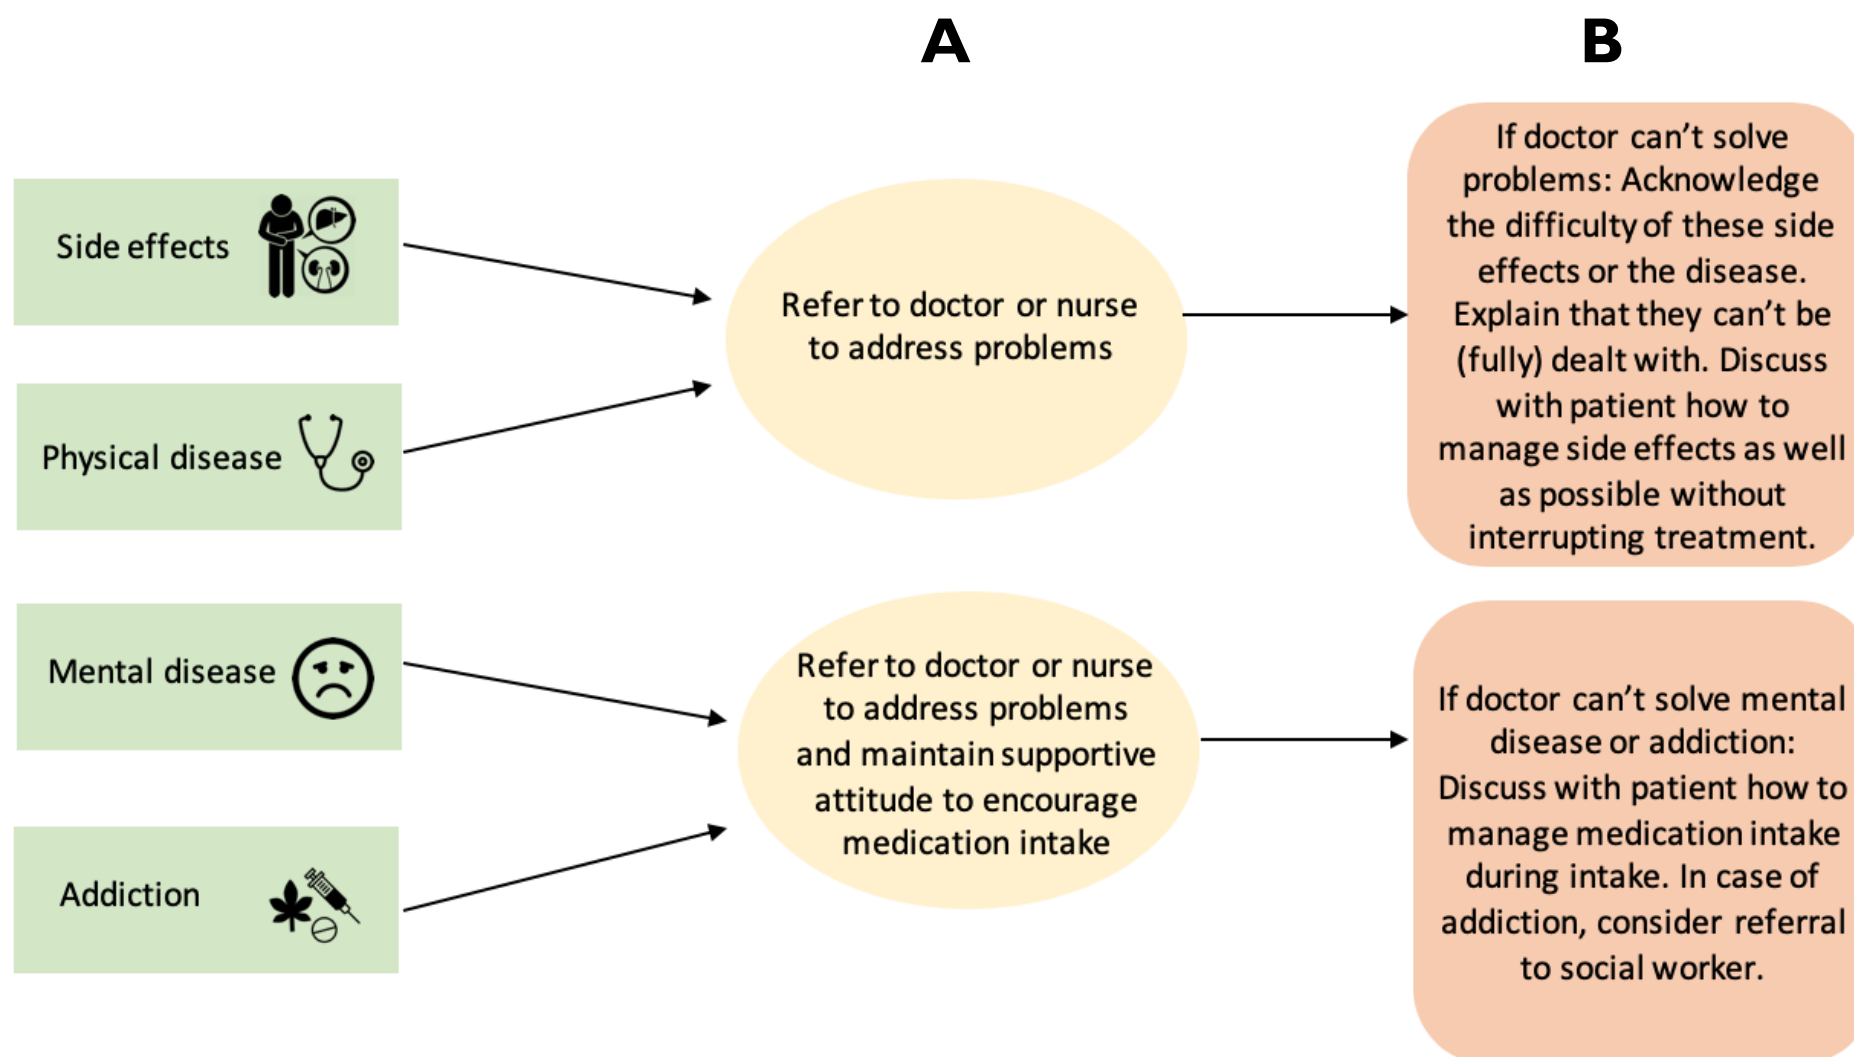 A
B
Side effects
Physical disease
Mental disease
Addiction
Refer to doctor or nurse
to address problems
Refer to doctor or nurse
to address problems
and maintain supportive
attitude to encourage
medication intake
If doctor can’t solve
problems: Acknowledge
the difficulty of these side
effects or the disease.
Explain that they can’t be
(fully) dealt with. Discuss
with patient how to
manage side effects as well
as possible without
interrupting treatment.
If doctor can’t solve mental
disease or addiction:
Discuss with patient how to
manage medication intake
during intake. In case of
addiction, consider referral
to social worker.